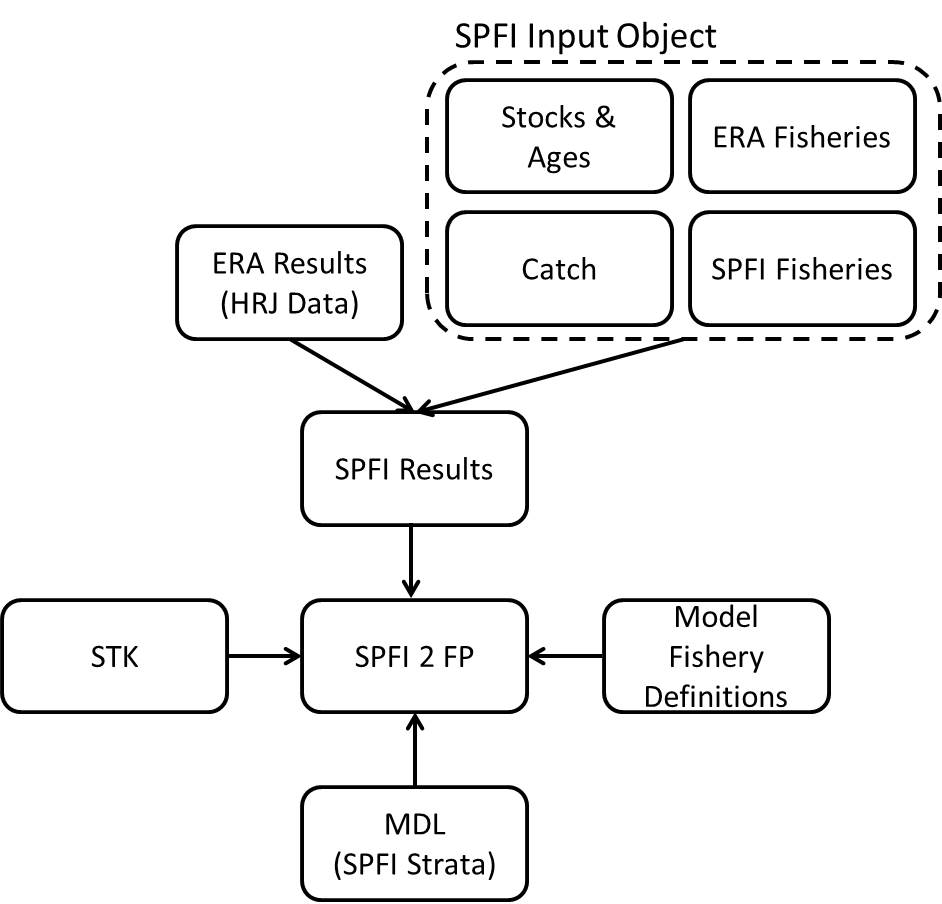 SPFI Input Object
Stocks &
Ages
ERA Fisheries
Catch
SPFI Fisheries
ERA Results
(HRJ Data)
SPFI Results
STK
SPFI 2 FP
Model
Fishery
Definitions
MDL
(SPFI Strata)